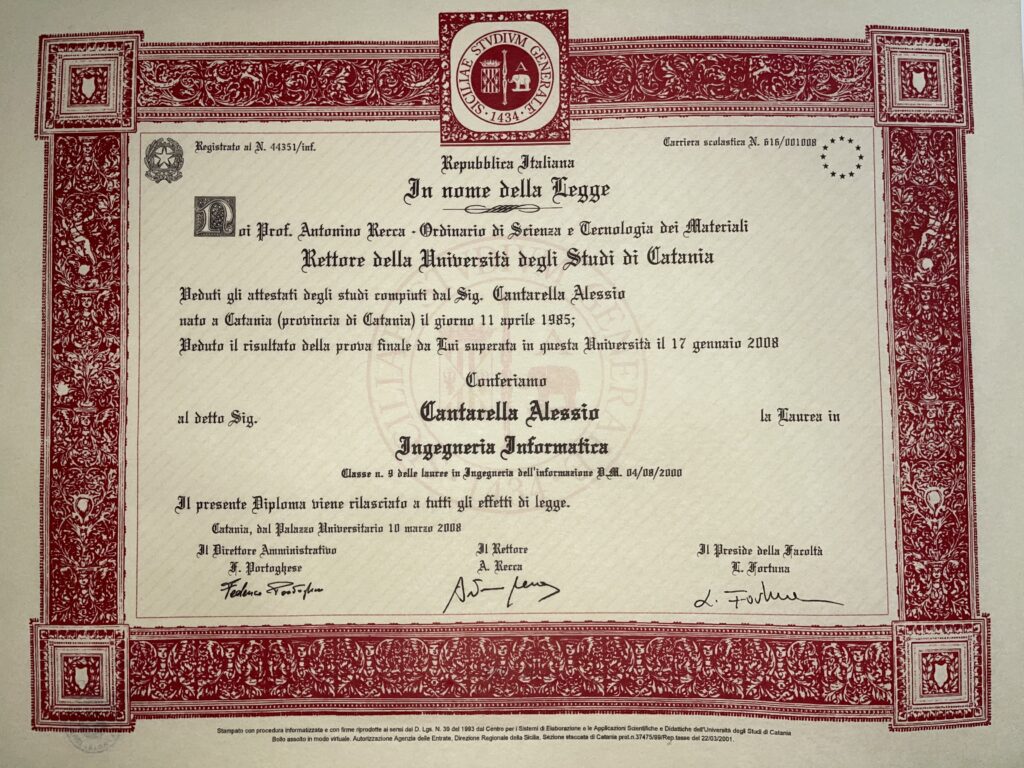 SICILIAE STVDIVM GENERALE
1434
Registrato al N. 44351/inf.
Carriera scolastica N. 616/001008
Repubblica Italiana
In nome della Legge
Noi Prof. Antonino Recca - Ordinario di Scienza e Tecnologia dei Materiali
Rettore della Università degli Studi di Catania
Veduti gli attestati degli studi compiuti dal Sig. Cantarella Alessio
nato a Catania (provincia di Catania) il giorno 11 aprile 1985;
Veduto il risultato della prova finale da Lui superata in questa Università il 17 gennaio 2008
Conferiamo
al detto Sig. Cantarella Alessio la Laurea in
Ingegneria Informatica
Classe n. 9 delle lauree in Ingegneria dell'informazione D.M. 04/08/2000
Il presente Diploma viene rilasciato a tutti gli effetti di legge.
Catania, dal Palazzo Universitario 10 marzo 2008
Il Direttore Amministrativo Il Rettore Il Preside della Facoltà
F. Portoghese A. Recca L. Fortuna
Federico Portoghese L. Fortuna
Stampato con procedura informatizzata e con firme riprodotte ai sensi del D. Lgs. N. 39 del 1993 dal Centro per i Sistemi di Elaborazione e le Applicazioni Scientifiche e Didattiche dell'Università degli Studi di Catania
Bollo assolto in modo virtuale. Autorizzazione Agenzia delle Entrate, Direzione Regionale della Sicilia, Sezione staccata di Catania prot.n.37475/99/Rep.tasse del 22/03/2001.